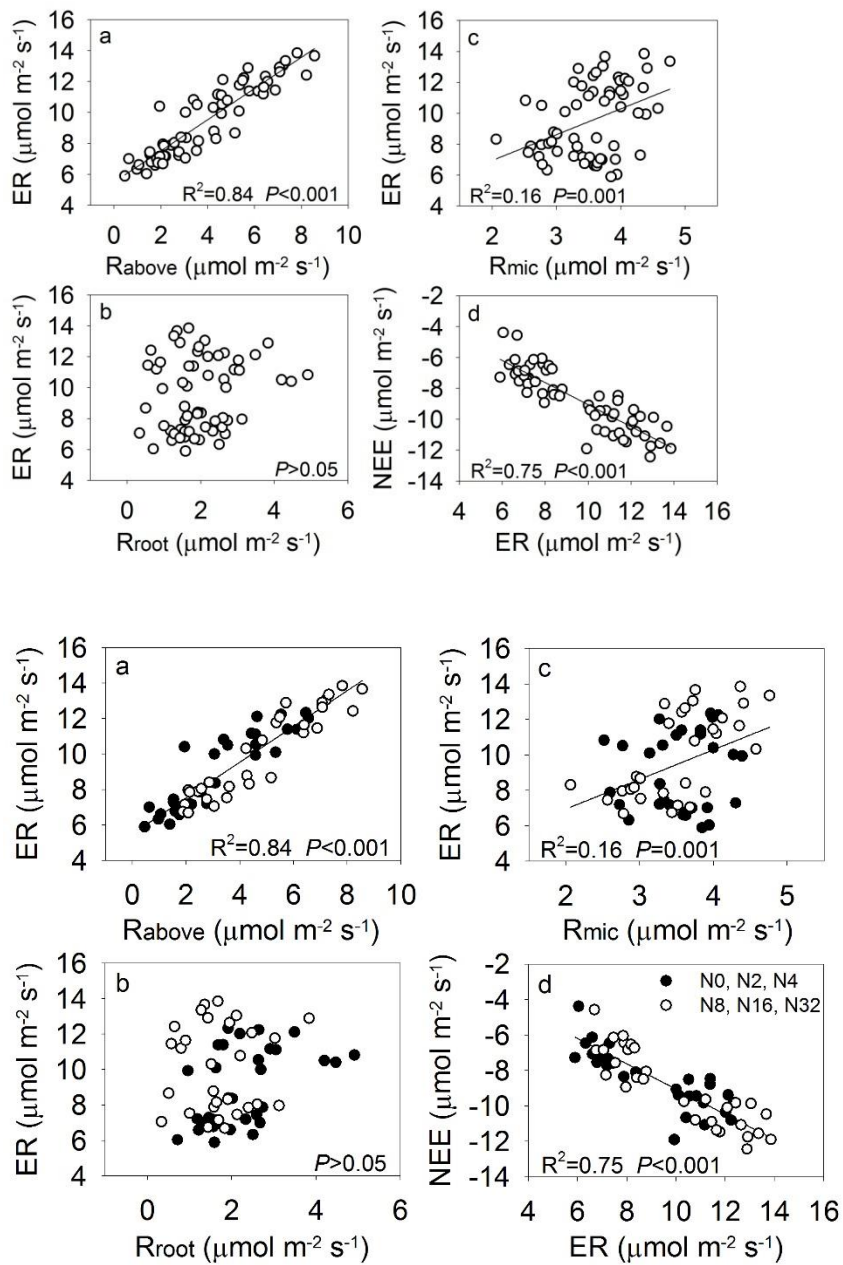 a
16
14
12
10
8
6
4
ER (μmol m-2 s-1)
R2=0.84 P<0.001
0 2 4 6 8 10
Rabove (μmol m-2 s-1)
c
16
14
12
10
8
6
4
ER (μmol m-2 s-1)
R2=0.16 P=0.001
2 3 4 5
Rmic (μmol m-2 s-1)
b
16
14
12
10
8
6
4
ER (μmol m-2 s-1)
P>0.05
0 2 4 6
Rroot (μmol m-2 s-1)
d
-2
-4
-6
-8
-10
-12
-14
NEE (μmol m-2 s-1)
R2=0.75 P<0.001
4 6 8 10 12 14 16
ER (μmol m-2 s-1)
a
16
14
12
10
8
6
4
ER (μmol m-2 s-1)
R2=0.84 P<0.001
0 2 4 6 8 10
Rabove (μmol m-2 s-1)
c
16
14
12
10
8
6
4
ER (μmol m-2 s-1)
R2=0.16 P=0.001
2 3 4 5
Rmic (μmol m-2 s-1)
b
16
14
12
10
8
6
4
ER (μmol m-2 s-1)
P>0.05
0 2 4 6
Rroot (μmol m-2 s-1)
d
N0, N2, N4
N8, N16, N32
-2
-4
-6
-8
-10
-12
-14
NEE (μmol m-2 s-1)
R2=0.75 P<0.001
4 6 8 10 12 14 16
ER (μmol m-2 s-1)